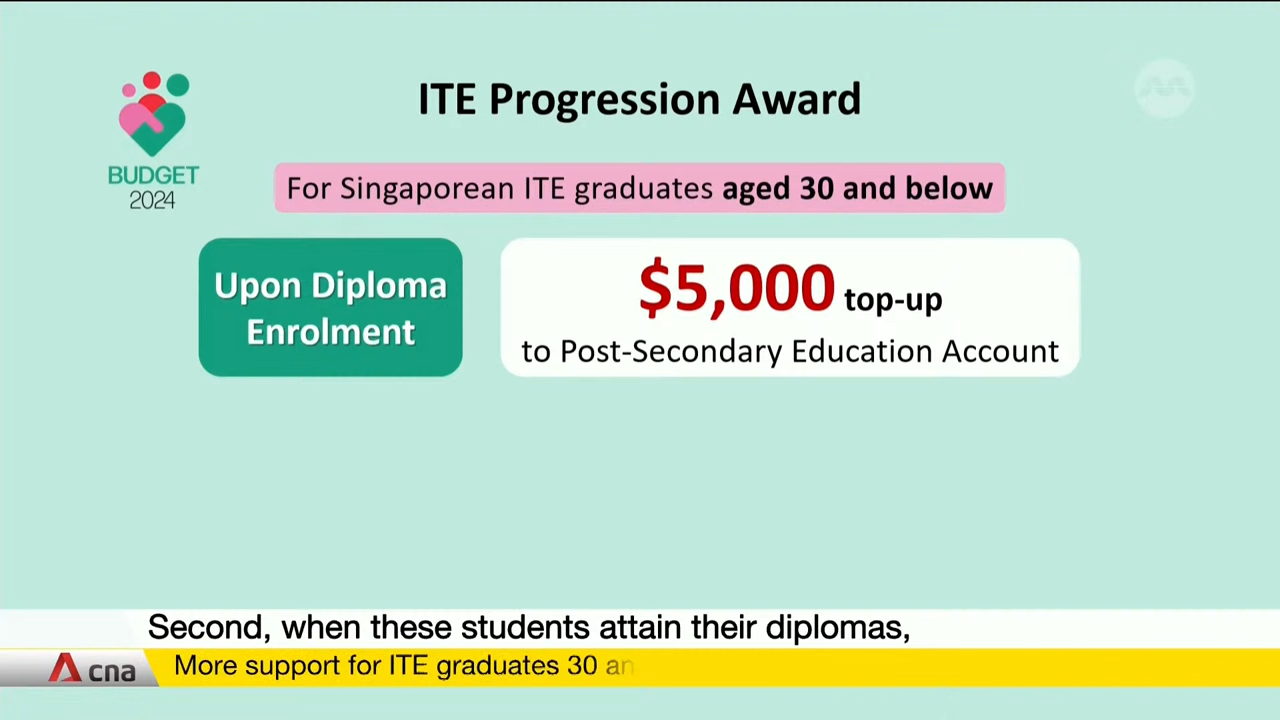 ITE Progression Award
BUDGET
2024
For Singaporean ITE graduates aged 30 and below
Upon Diploma
Enrolment
$5,000 top-up
to Post-Secondary Education Account
Second, when these students attain their diplomas,
cna
More support for ITE graduates 30 an